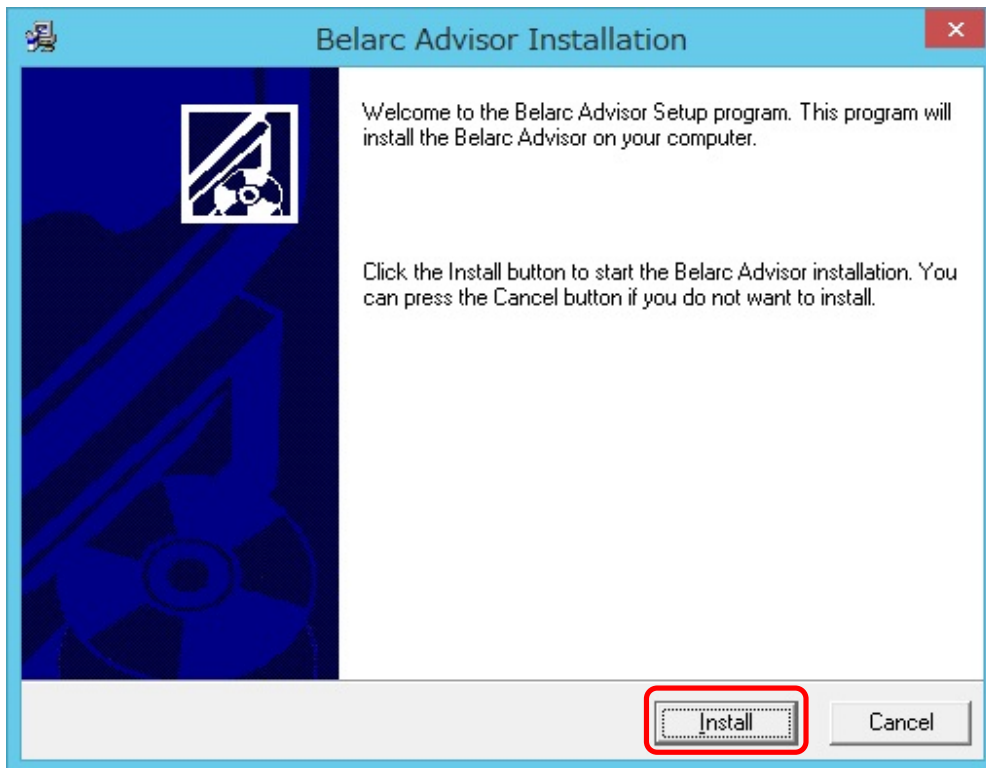 Belarc Advisor Installation
Welcome to the Belarc Advisor Setup program. This program will
install the Belarc Advisor on your computer.
Click the Install button to start the Belarc Advisor installation. You
can press the Cancel button if you do not want to install.
Install Cancel